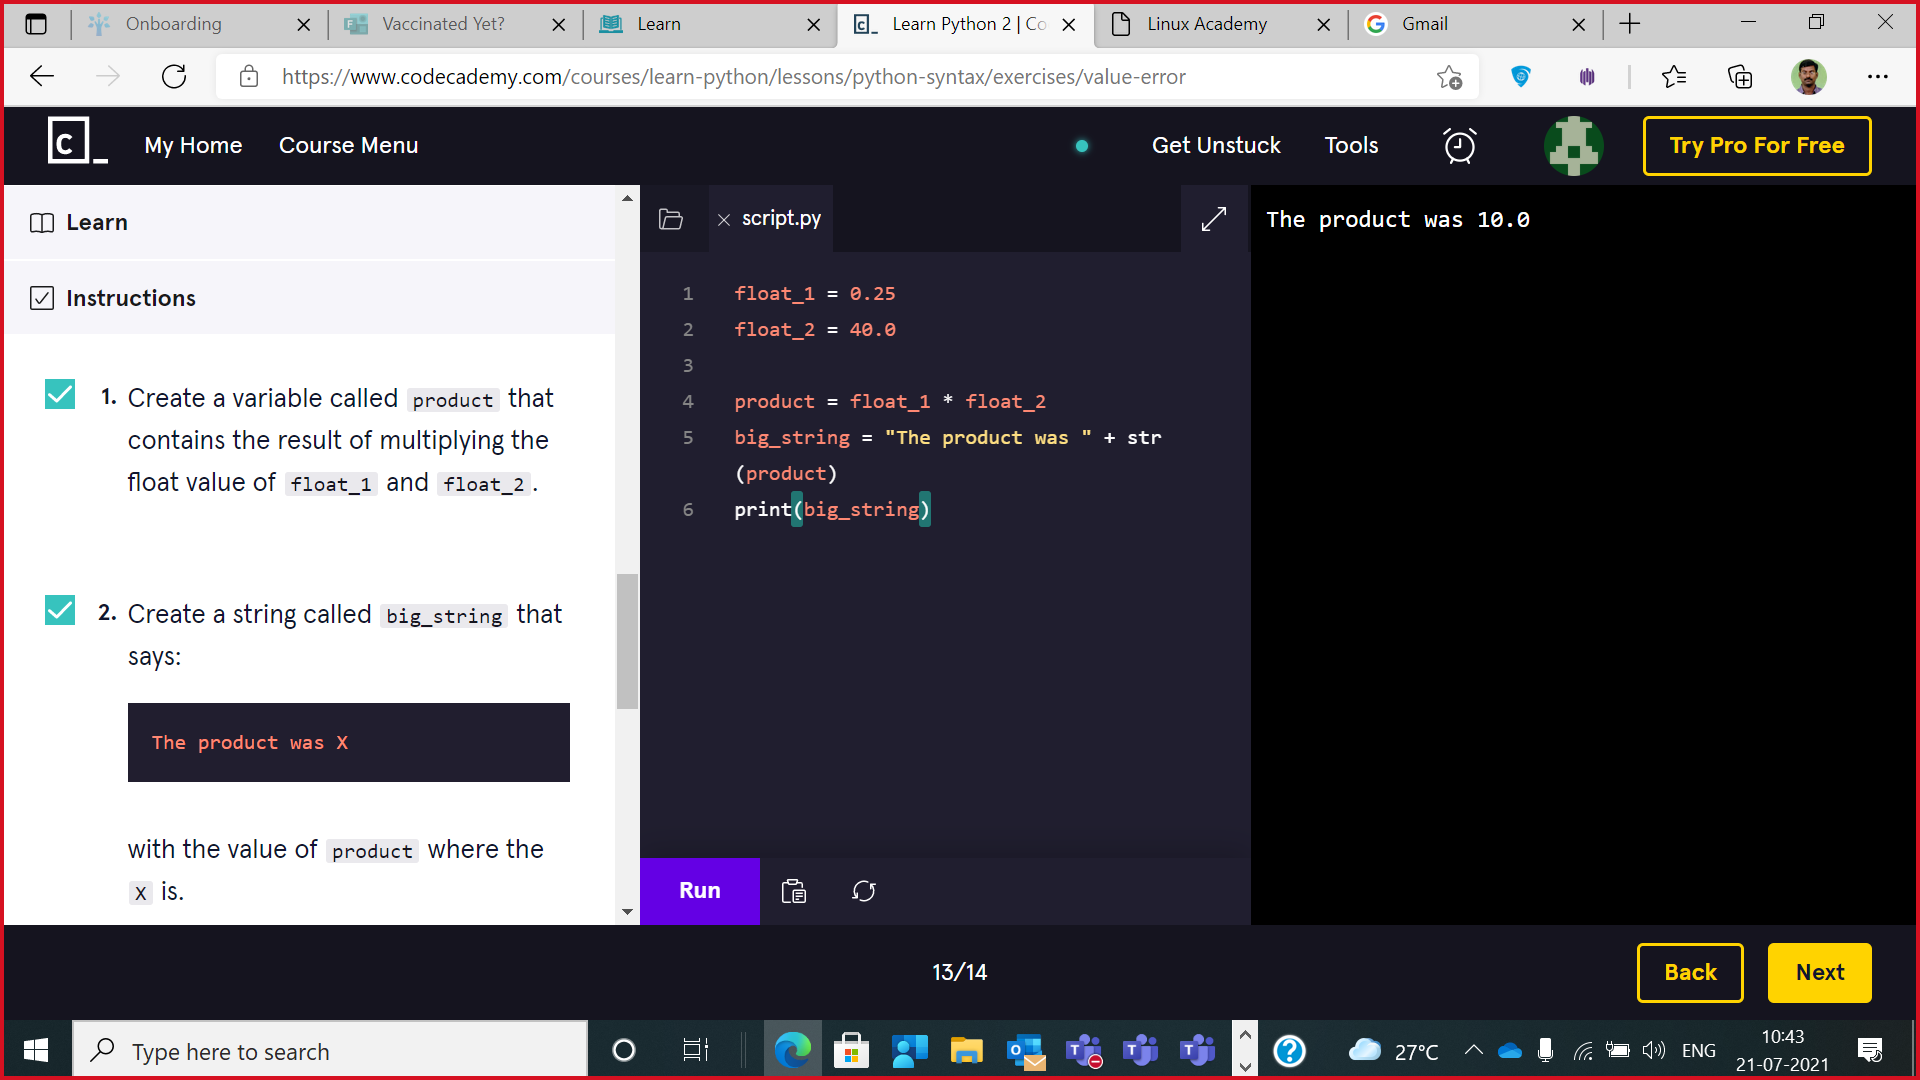 Onboarding
Vaccinated Yet?
Learn
Learn Python 2 | Co
Linux Academy
Gmail
https://www.codecademy.com/courses/learn-python/lessons/python-syntax/exercises/value-error
c_
My Home
Course Menu
Get Unstuck
Tools
Try Pro For Free
Learn
Instructions
1. Create a variable called product that
contains the result of multiplying the
float value of float_1 and float_2.
2. Create a string called big_string that
says:
The product was X
with the value of product where the
X is.
script.py
1 float_1 = 0.25
2 float_2 = 40.0
3
4 product = float_1 * float_2
5 big_string = "The product was " + str
(product)
6 print(big_string)
Run
The product was 10.0
13/14
Back
Next
Type here to search
27°C
ENG
10:43
21-07-2021